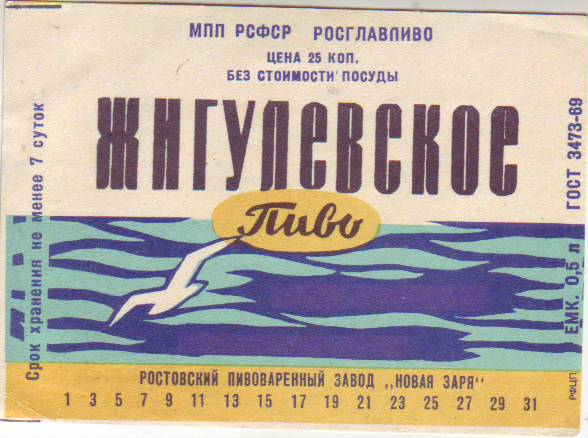 МПП РСФСР РОСГЛАВПИВО
ЦЕНА 25 КОП.
БЕЗ СТОИМОСТИ ПОСУДЫ
ЖИГУЛЕВСКОЕ
Пиво
Срок хранения не менее 7 суток
ЕМК. 0,5 л ГОСТ 3473-69
РОСТОВСКИЙ ПИВОВАРЕННЫЙ ЗАВОД „НОВАЯ ЗАРЯ“
1 3 5 7 9 11 13 15 17 19 21 23 25 27 29 31
РФЦП